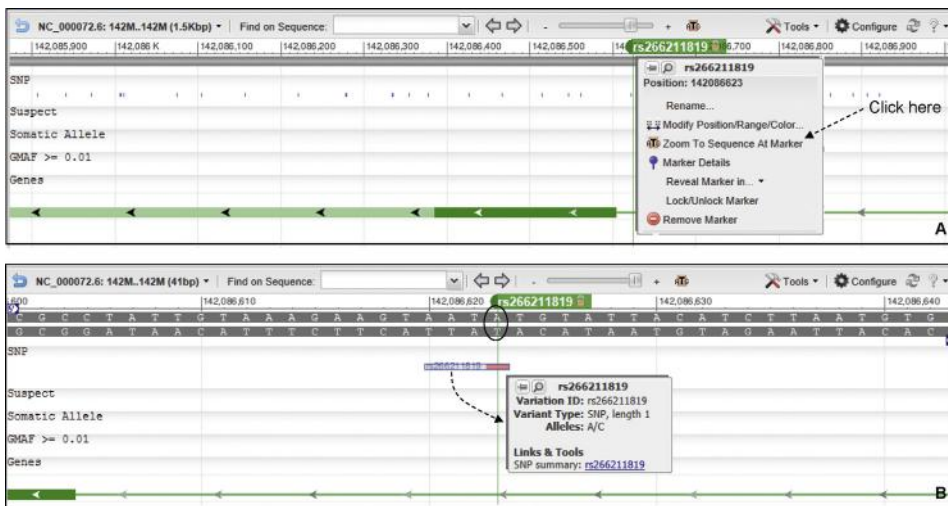 NC_000072.6: 142M..142M (1.5Kbp) Find on Sequence: - + Tools Configure ?
142,085,900 142,086 K 142,086,100 142,086,200 142,086,300 142,086,400 142,086,500 14 rs266211819 6,700 142,086,800 142,086,900
rs266211819
SNP
Position: 142086623
Rename...
Click here
Suspect
Modify Position/Range/Color...
Somatic Allele
Zoom To Sequence At Marker
GMAF >= 0.01
Marker Details
Genes
Reveal Marker in...
Lock/Unlock Marker
Remove Marker
A
NC_000072.6: 142M..142M (41bp) Find on Sequence: - + Tools Configure ?
600 142,086,610 142,086,620 rs266211819 142,086,630 142,086,640
C G C C T A T T G T A A A G A A G T A A T A T G T A T T A C A T C T T A A T G T G
G C G G A T A A C A T T T C T T C A T T A T A C A T A A T G T A G A A T T A C A C
SNP
rs266211819
rs266211819
Suspect
Variation ID: rs266211819
Variant Type: SNP, length 1
Somatic Allele
Alleles: A/C
GMAF >= 0.01
Links & Tools
Genes
SNP summary: rs266211819
B